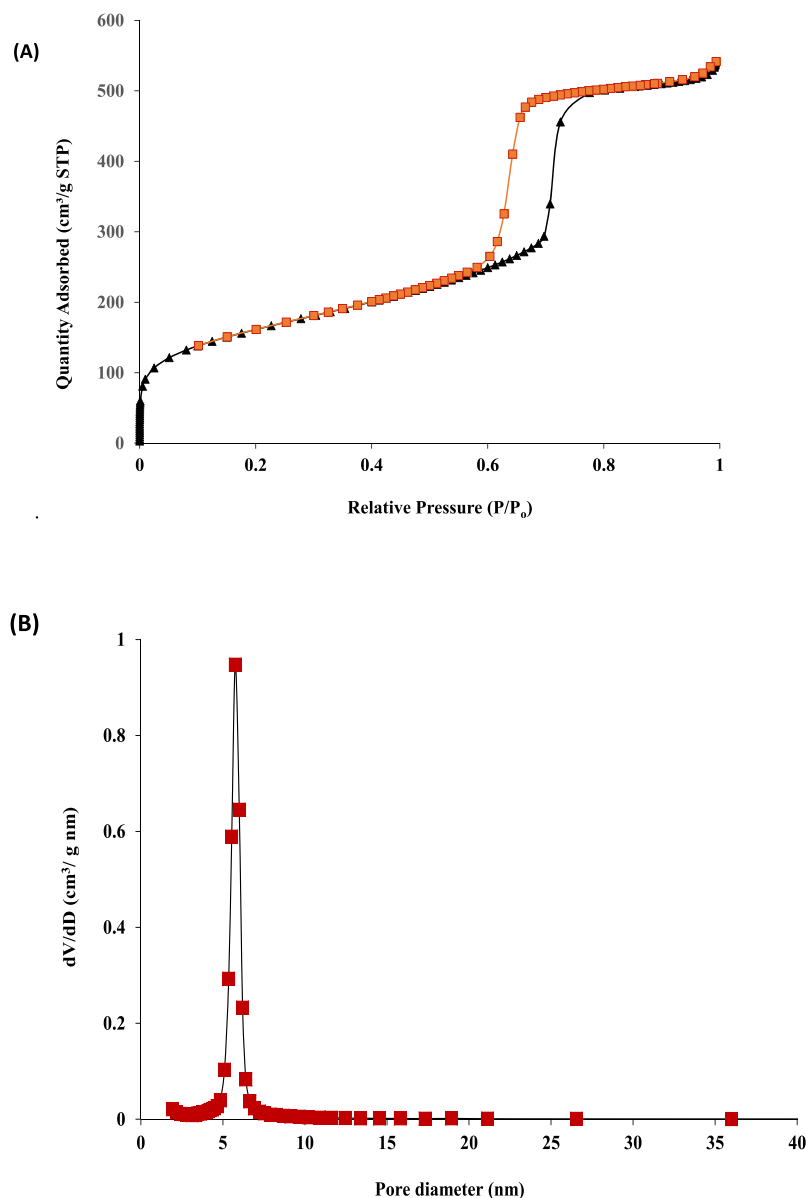 (A)
Quantity Adsorbed (cm³/g STP)
600
500
400
300
200
100
0
0 0.2 0.4 0.6 0.8 1
Relative Pressure (P/Pₒ)
.
(B)
dV/dD (cm³/ g nm)
1
0.8
0.6
0.4
0.2
0
0 5 10 15 20 25 30 35 40
Pore diameter (nm)